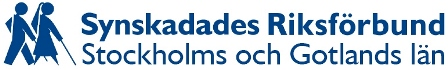 Synskadades Riksförbund
Stockholms och Gotlands län